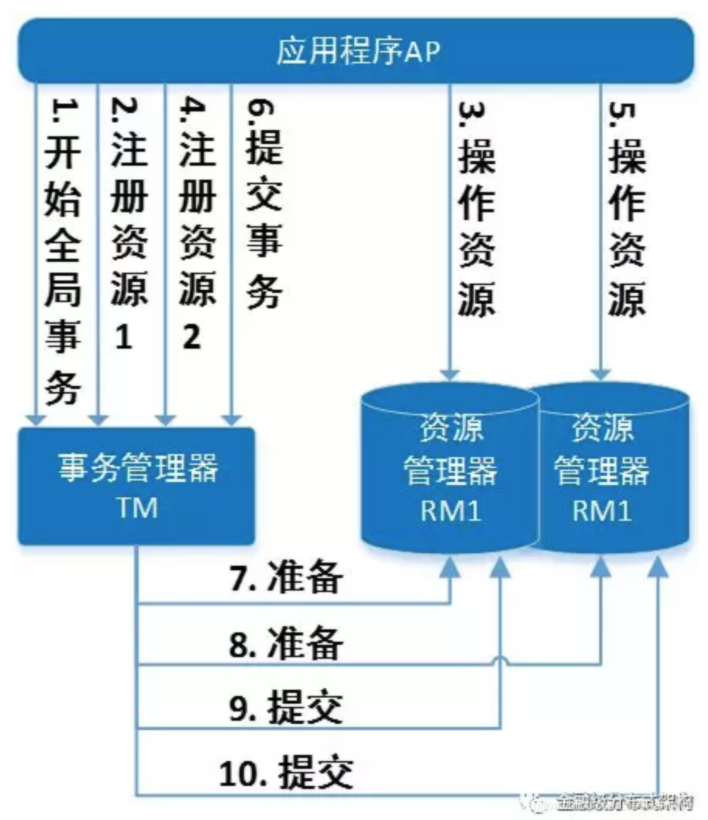 应用程序AP
1.开始全局事务
2.注册资源1
4.注册资源2
6.提交事务
3.操作资源
5.操作资源
事务管理器
TM
资源
管理器
RM1
资源
管理器
RM1
7. 准备
8. 准备
9. 提交
10. 提交
金融级分布式架构